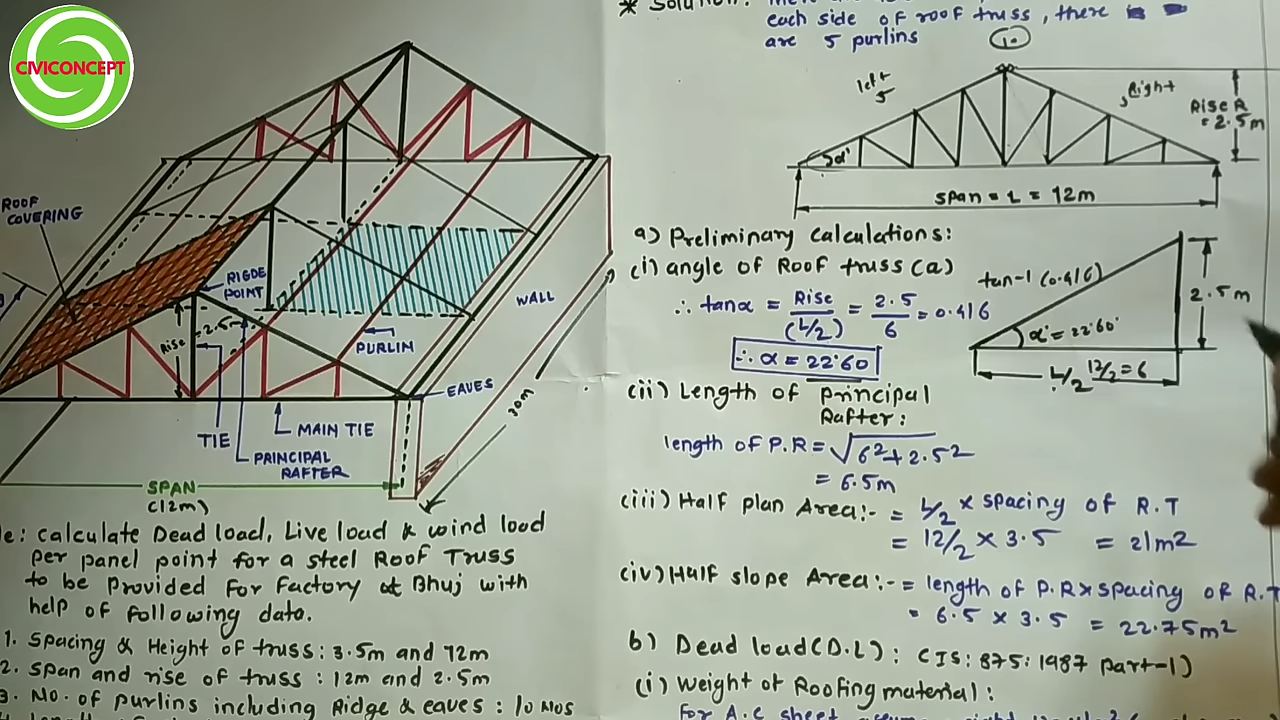 CIVICONCEPT
ROOF
COVERING
RIGDE
POINT
2.5m
Rise
PURLIN
WALL
EAVES
30m
TIE
MAIN TIE
PRINCIPAL
RAFTER
SPAN
(12m)
le: Calculate Dead load, Live load & wind load
per panel point for a steel Roof Truss
to be Provided For Factory at Bhuj with
help of following data.
1. Spacing & Height of truss: 3.5m and 12m
2. Span and rise of truss: 12m and 2.5m
3. No. of purlins including Ridge & eaves: 10 Nos
* Solution:
each side of roof truss, there is
are 5 purlins
10
left
5
Right
5
Rise R
= 2.5m
α
span = L = 12m
a) Preliminary Calculations:
(i) angle of Roof truss (α)
∴ tanα = Rise/(L/2) = 2.5/6 = 0.416
∴ α = 22°60
tan-1 (0.416)
2.5m
α = 22°60'
L/2 12/2 = 6
(ii) Length of principal
Rafter:
length of P.R = √6²+2.5²
= 6.5m
(iii) Half plan Area:- = L/2 × spacing of R.T
= 12/2 × 3.5 = 21m²
(iv) Half slope Area:- = length of P.R × spacing of R.T
= 6.5 × 3.5 = 22.75m²
b) Dead load (D.L): (IS: 875: 1987 part-1)
(i) Weight of Roofing material:
For A.C sheet assume